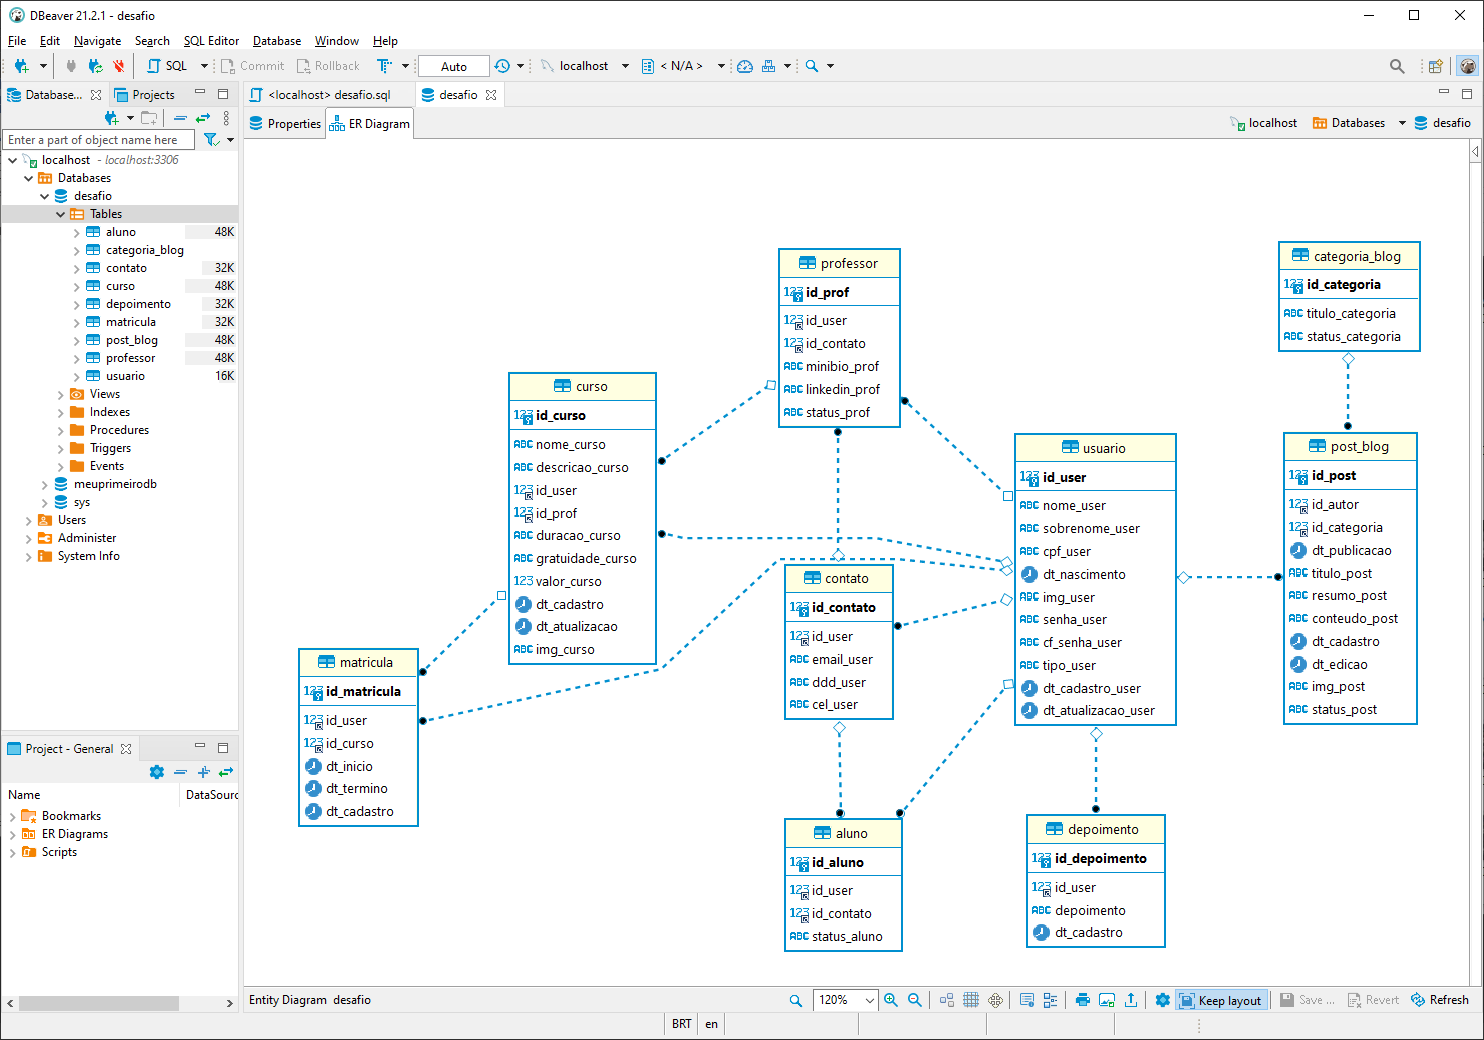 DBeaver 21.2.1 - desafio
File Edit Navigate Search SQL Editor Database Window Help
SQL Commit Rollback Auto localhost < N/A >
Database... Projects
<localhost> desafio.sql desafio
Properties ER Diagram
localhost Databases desafio
Enter a part of object name here
localhost - localhost:3306
Databases
desafio
Tables
aluno 48K
categoria_blog
contato 32K
curso 48K
depoimento 32K
matricula 32K
post_blog 48K
professor 48K
usuario 16K
Views
Indexes
Procedures
Triggers
Events
meuprimeirodb
sys
Users
Administer
System Info
Project - General
Name DataSourc
Bookmarks
ER Diagrams
Scripts
professor
123 id_prof
123 id_user
123 id_contato
ABC minibio_prof
ABC linkedin_prof
ABC status_prof
categoria_blog
123 id_categoria
ABC titulo_categoria
ABC status_categoria
curso
123 id_curso
ABC nome_curso
ABC descricao_curso
123 id_user
123 id_prof
ABC duracao_curso
ABC gratuidade_curso
123 valor_curso
dt_cadastro
dt_atualizacao
ABC img_curso
usuario
123 id_user
ABC nome_user
ABC sobrenome_user
ABC cpf_user
dt_nascimento
ABC img_user
ABC senha_user
ABC cf_senha_user
ABC tipo_user
dt_cadastro_user
dt_atualizacao_user
post_blog
123 id_post
123 id_autor
123 id_categoria
dt_publicacao
ABC titulo_post
ABC resumo_post
ABC conteudo_post
dt_cadastro
dt_edicao
ABC img_post
ABC status_post
contato
123 id_contato
123 id_user
ABC email_user
ABC ddd_user
ABC cel_user
matricula
123 id_matricula
123 id_user
123 id_curso
dt_inicio
dt_termino
dt_cadastro
aluno
123 id_aluno
123 id_user
123 id_contato
ABC status_aluno
depoimento
123 id_depoimento
123 id_user
ABC depoimento
dt_cadastro
Entity Diagram desafio
120% Keep layout Save ... Revert Refresh
BRT en